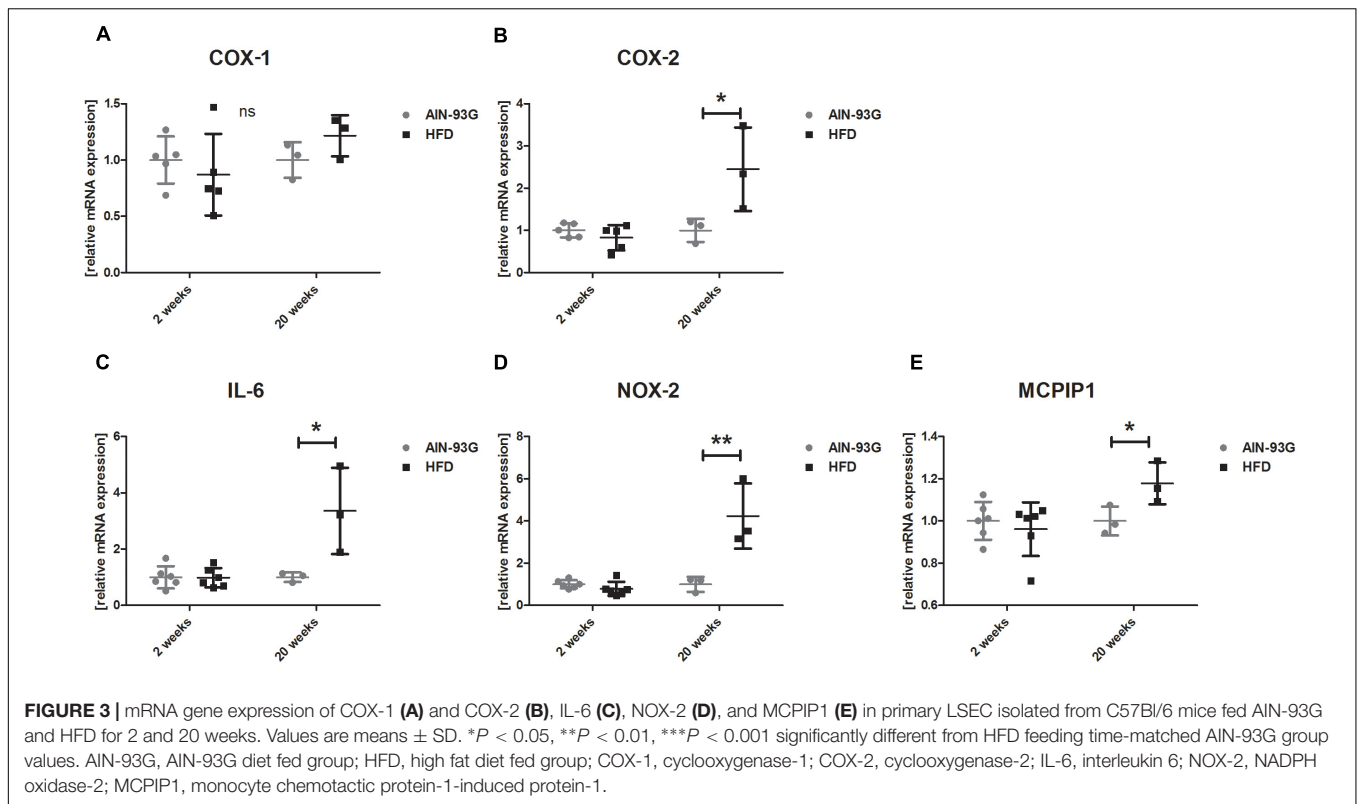 A
COX-1
[relative mRNA expression]
1.5
1.0
0.5
0.0
ns
2 weeks
20 weeks
AIN-93G
HFD
B
COX-2
[relative mRNA expression]
4
3
2
1
0
*
2 weeks
20 weeks
AIN-93G
HFD
C
IL-6
[relative mRNA expression]
6
4
2
0
*
2 weeks
20 weeks
AIN-93G
HFD
D
NOX-2
[relative mRNA expression]
8
6
4
2
0
**
2 weeks
20 weeks
AIN-93G
HFD
E
MCPIP1
[relative mRNA expression]
1.4
1.2
1.0
0.8
0.6
*
2 weeks
20 weeks
AIN-93G
HFD
FIGURE 3 | mRNA gene expression of COX-1 (A) and COX-2 (B), IL-6 (C), NOX-2 (D), and MCPIP1 (E) in primary LSEC isolated from C57Bl/6 mice fed AIN-93G
and HFD for 2 and 20 weeks. Values are means ± SD. *P < 0.05, **P < 0.01, ***P < 0.001 significantly different from HFD feeding time-matched AIN-93G group
values. AIN-93G, AIN-93G diet fed group; HFD, high fat diet fed group; COX-1, cyclooxygenase-1; COX-2, cyclooxygenase-2; IL-6, interleukin 6; NOX-2, NADPH
oxidase-2; MCPIP1, monocyte chemotactic protein-1-induced protein-1.